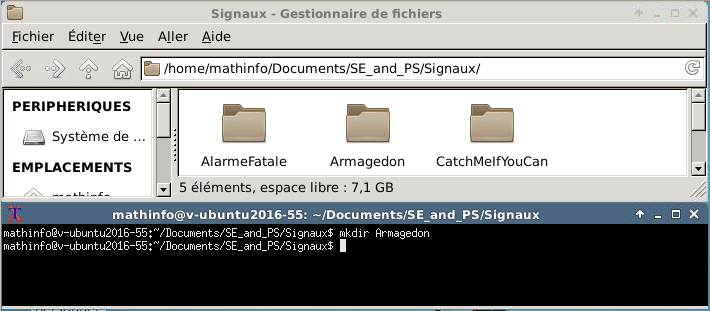 Signaux - Gestionnaire de fichiers
Fichier Éditer Vue Aller Aide
/home/mathinfo/Documents/SE_and_PS/Signaux/
PERIPHERIQUES
Système de ...
EMPLACEMENTS
mathinfo
AlarmeFatale Armagedon CatchMeIfYouCan
5 éléments, espace libre : 7,1 GB
mathinfo@v-ubuntu2016-55: ~/Documents/SE_and_PS/Signaux
mathinfo@v-ubuntu2016-55:~/Documents/SE_and_PS/Signaux$ mkdir Armagedon
mathinfo@v-ubuntu2016-55:~/Documents/SE_and_PS/Signaux$